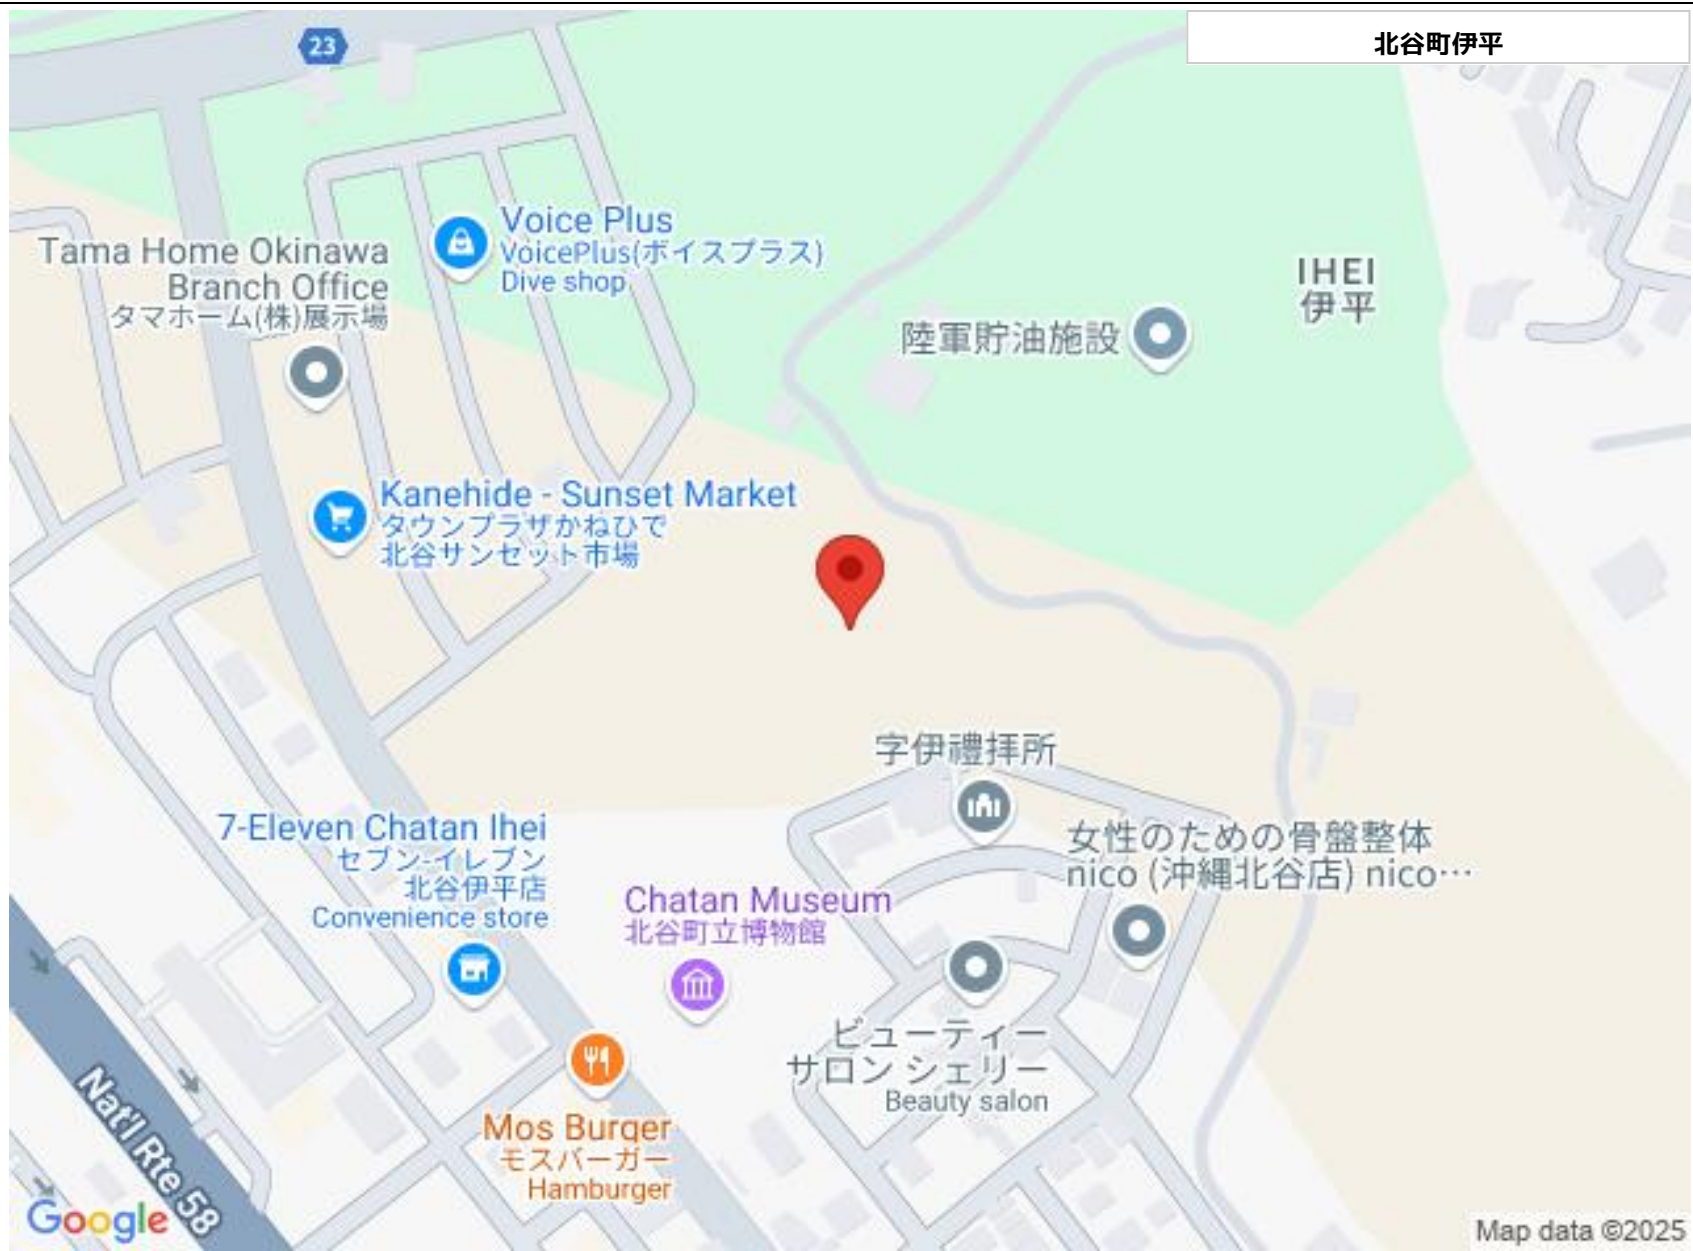 北谷町伊平
23
Voice Plus
VoicePlus(ボイスプラス)
Dive shop
Tama Home Okinawa
Branch Office
タマホーム(株)展示場
IHEI
伊平
陸軍貯油施設
Kanehide - Sunset Market
タウンプラザかねひで
北谷サンセット市場
字伊禮拝所
7-Eleven Chatan Ihei
セブン-イレブン
北谷伊平店
Convenience store
女性のための骨盤整体
nico (沖縄北谷店) nico…
Chatan Museum
北谷町立博物館
ビューティー
サロン シェリー
Beauty salon
Mos Burger
モスバーガー
Hamburger
Nat'l Rte 58
Google
Map data ©2025